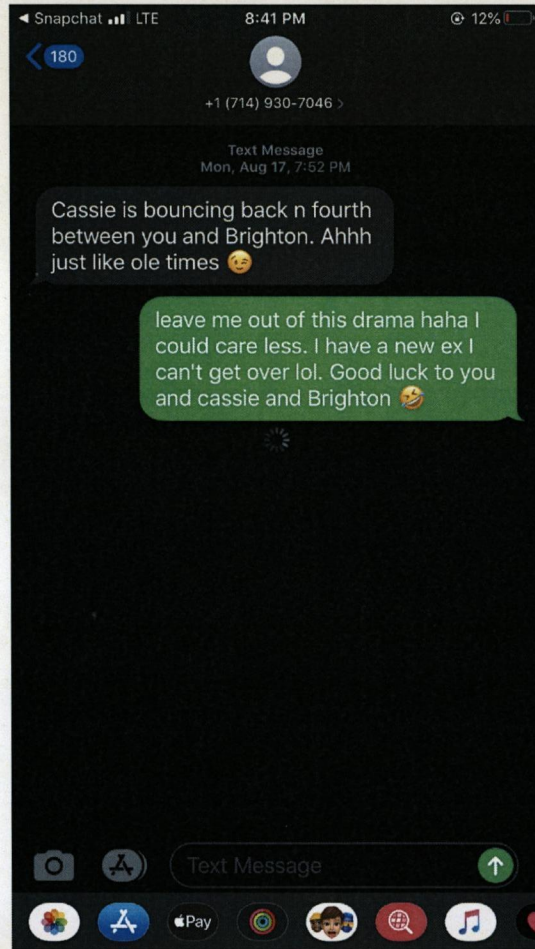 ◀ Snapchat LTE 8:41 PM 12%
180
+1 (714) 930-7046 >
Text Message
Mon, Aug 17, 7:52 PM
Cassie is bouncing back n fourth
between you and Brighton. Ahhh
just like ole times 😉
leave me out of this drama haha I
could care less. I have a new ex I
can't get over lol. Good luck to you
and cassie and Brighton 🤣
Text Message
Pay